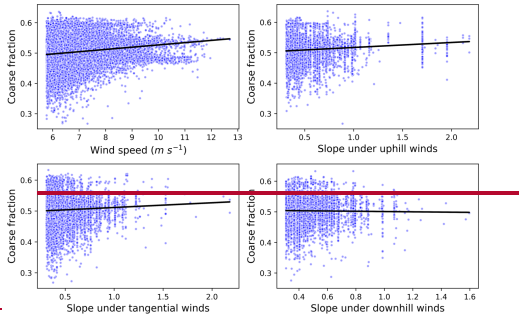 0.6
0.5
0.4
0.3
Coarse fraction
6 7 8 9 10 11 12 13
Wind speed (m s⁻¹)
0.6
0.5
0.4
0.3
Coarse fraction
0.5 1.0 1.5 2.0
Slope under uphill winds
0.6
0.5
0.4
0.3
Coarse fraction
0.5 1.0 1.5 2.0
Slope under tangential winds
0.6
0.5
0.4
0.3
Coarse fraction
0.4 0.6 0.8 1.0 1.2 1.4 1.6
Slope under downhill winds